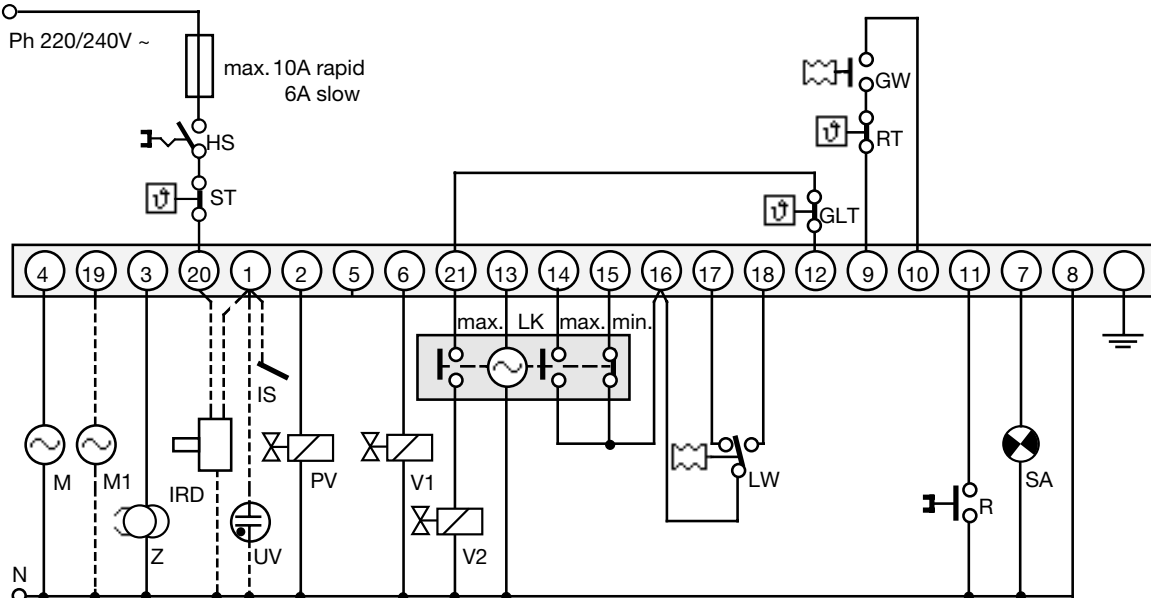 Ph 220/240V ~
max. 10A rapid
6A slow
HS
ST
GW
RT
ϑ
ϑ
ϑ
GLT
4 19 3 20 1 2 5 6 21 13 14 15 16 17 18 12 9 10 11 7 8
max. LK max. min.
IS
M M1 IRD PV V1 LW SA
Z UV V2 R
N